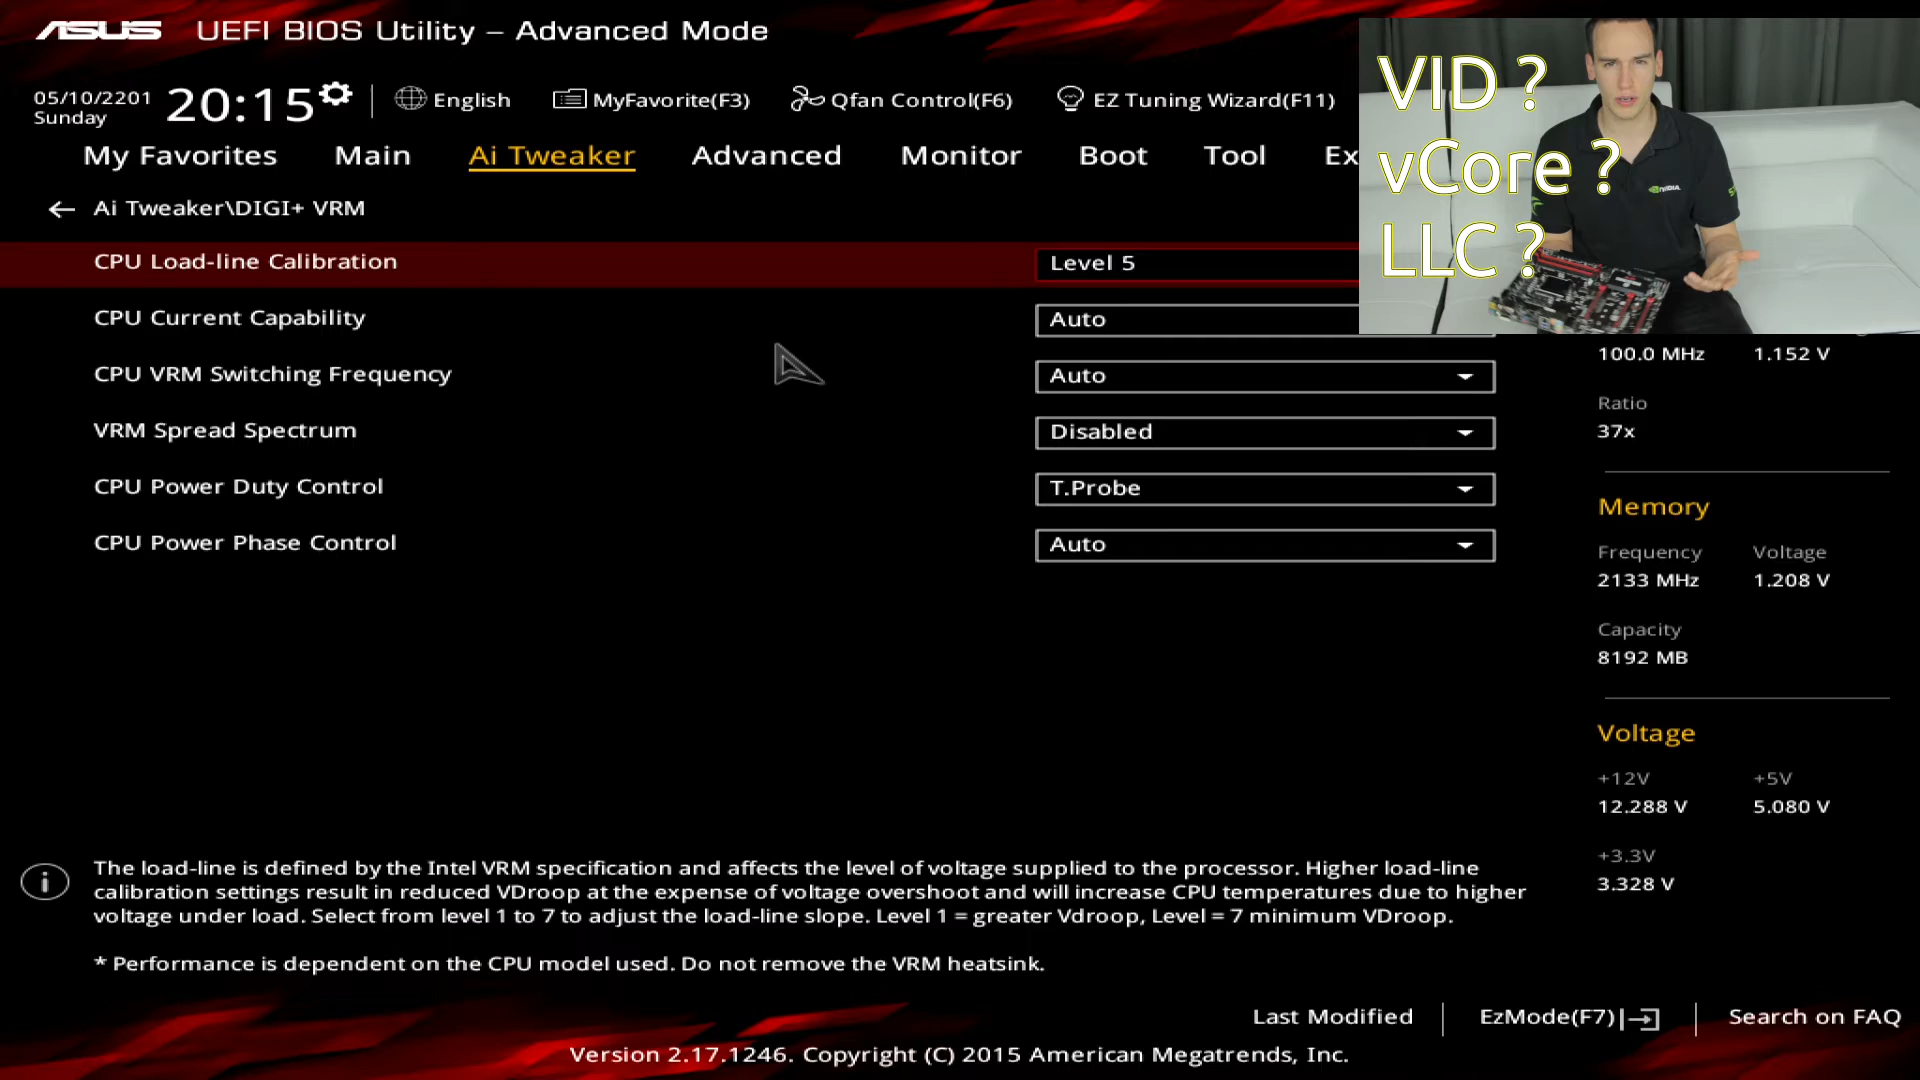 ASUS UEFI BIOS Utility – Advanced Mode
05/10/2201
Sunday
20:15
English
MyFavorite(F3)
Qfan Control(F6)
EZ Tuning Wizard(F11)
My Favorites Main Ai Tweaker Advanced Monitor Boot Tool Ex
Ai Tweaker\DIGI+ VRM
VID ?
vCore ?
LLC ?
NVIDIA
CPU Load-line Calibration Level 5
CPU Current Capability Auto
CPU VRM Switching Frequency Auto
VRM Spread Spectrum Disabled
CPU Power Duty Control T.Probe
CPU Power Phase Control Auto
100.0 MHz 1.152 V
Ratio
37x
Memory
Frequency Voltage
2133 MHz 1.208 V
Capacity
8192 MB
Voltage
+12V +5V
12.288 V 5.080 V
+3.3V
3.328 V
The load-line is defined by the Intel VRM specification and affects the level of voltage supplied to the processor. Higher load-line
calibration settings result in reduced VDroop at the expense of voltage overshoot and will increase CPU temperatures due to higher
voltage under load. Select from level 1 to 7 to adjust the load-line slope. Level 1 = greater Vdroop, Level = 7 minimum VDroop.
* Performance is dependent on the CPU model used. Do not remove the VRM heatsink.
Last Modified EzMode(F7) Search on FAQ
Version 2.17.1246. Copyright (C) 2015 American Megatrends, Inc.